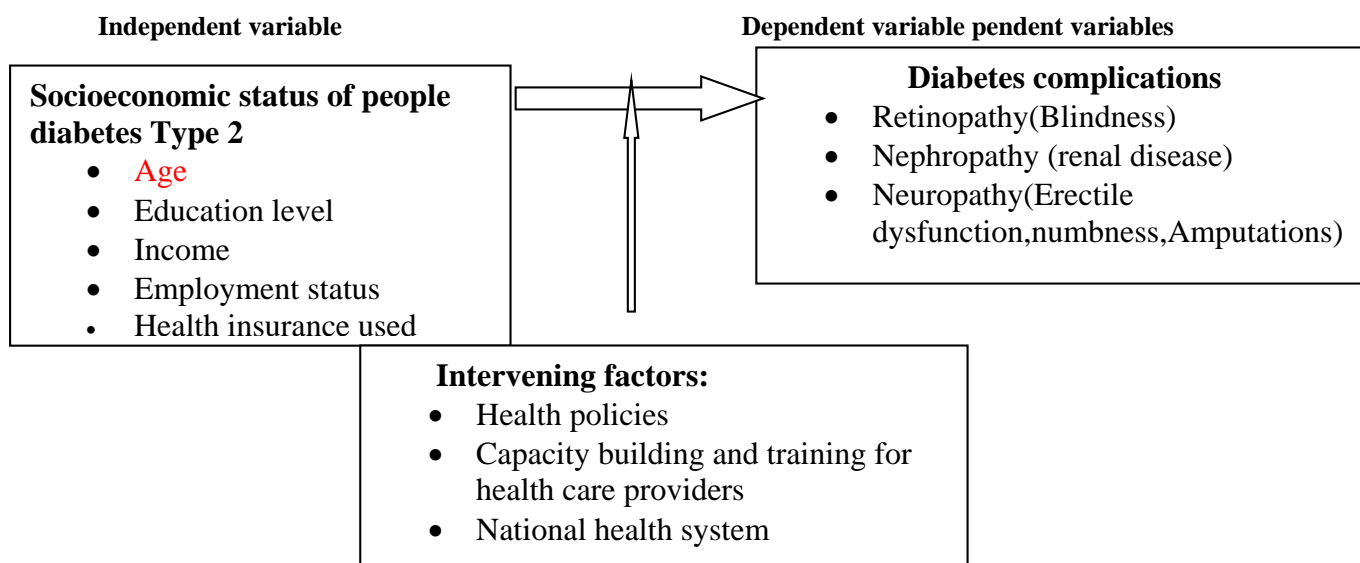 Independent variable
Dependent variable pendent variables
Socioeconomic status of people
diabetes Type 2
• Age
• Education level
• Income
• Employment status
• Health insurance used
Diabetes complications
• Retinopathy(Blindness)
• Nephropathy (renal disease)
• Neuropathy(Erectile
dysfunction,numbness,Amputations)
Intervening factors:
• Health policies
• Capacity building and training for
health care providers
• National health system